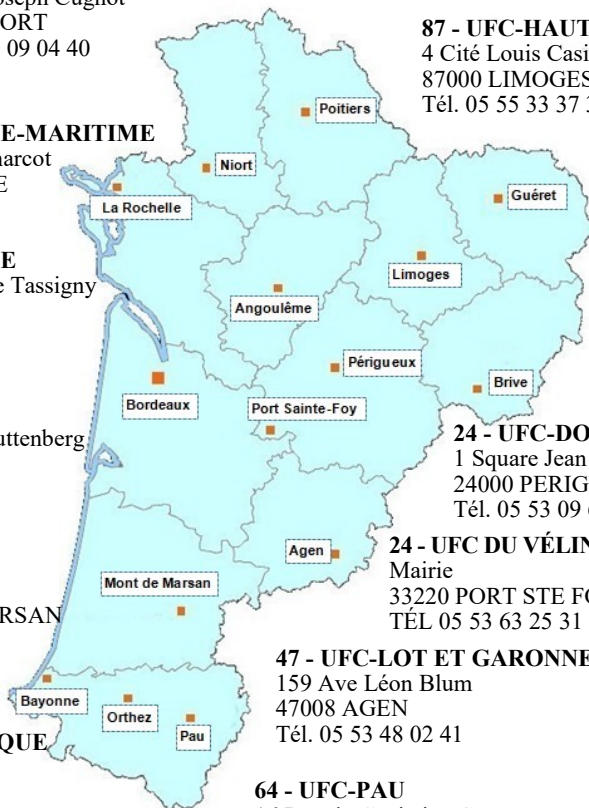 ORT
09 04 40
87 - UFC-HAUT
4 Cité Louis Casi
87000 LIMOGES
Tél. 05 55 33 37
E-MARITIME
harcot
E
E
e Tassigny
uttenberg
RSAN
QUE
Poitiers
Niort
La Rochelle
Guéret
Limoges
Angoulême
Périgueux
Brive
Bordeaux
Port Sainte-Foy
Agen
Mont de Marsan
Bayonne
Orthez
Pau
24 - UFC-DO
1 Square Jean
24000 PERIG
Tél. 05 53 09
24 - UFC DU VÉLIN
Mairie
33220 PORT STE FO
TÉL 05 53 63 25 31
47 - UFC-LOT ET GARONNE
159 Ave Léon Blum
47008 AGEN
Tél. 05 53 48 02 41
64 - UFC-PAU